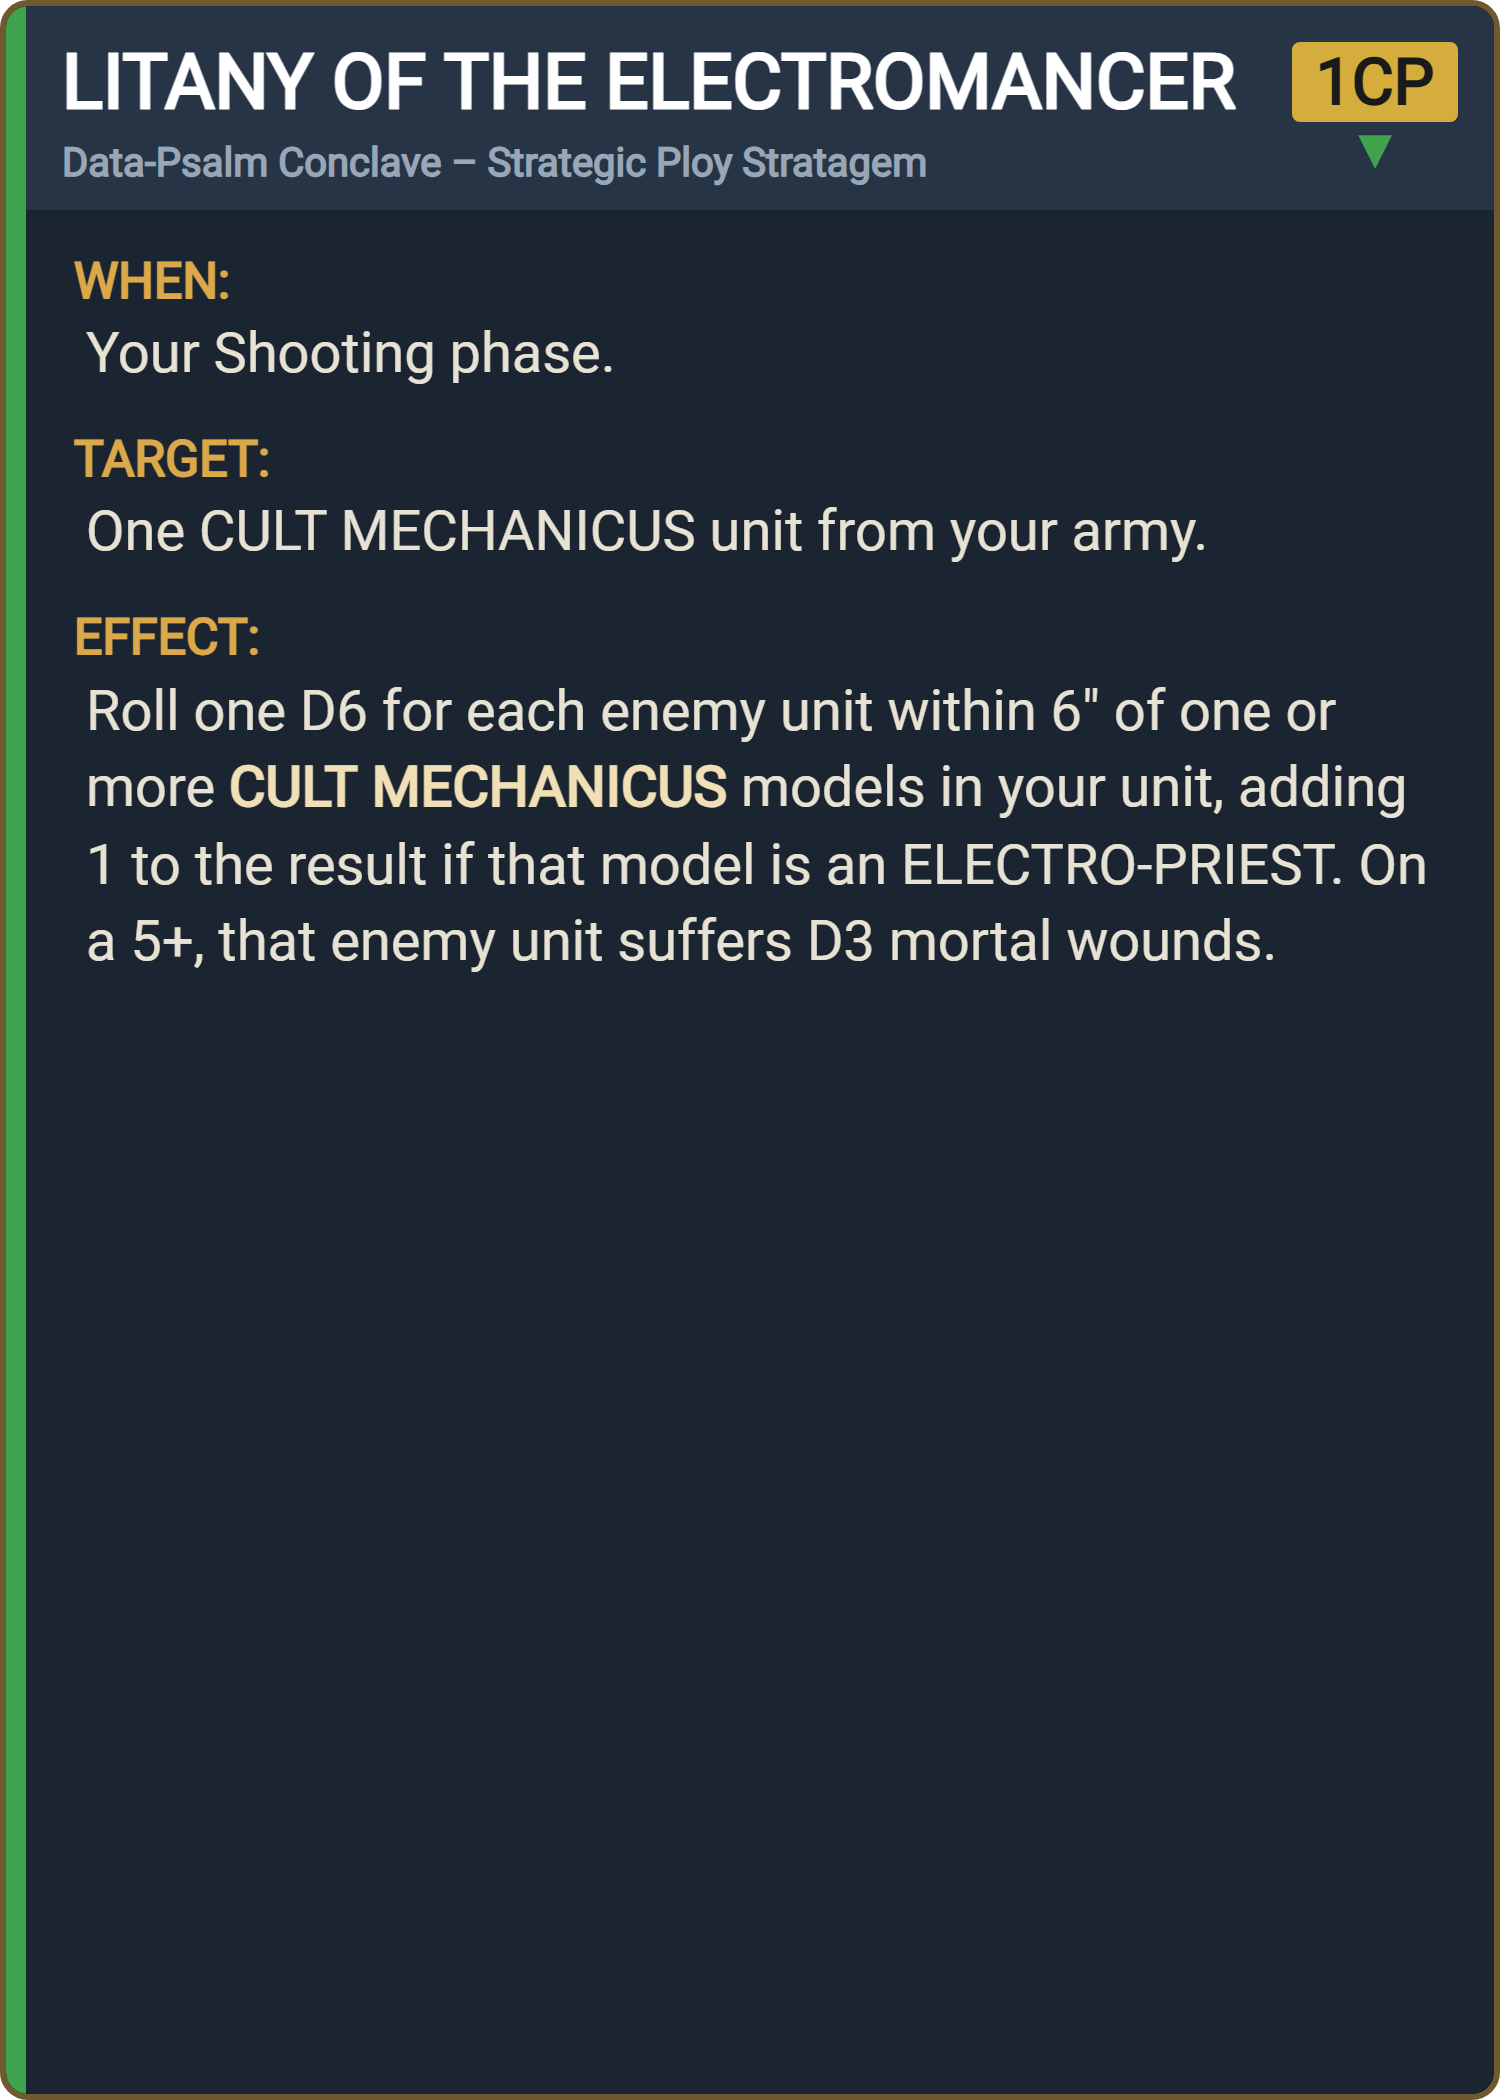 LITANY OF THE ELECTROMANCER
1CP
Data-Psalm Conclave – Strategic Ploy Stratagem
WHEN:
Your Shooting phase.
TARGET:
One CULT MECHANICUS unit from your army.
EFFECT:
Roll one D6 for each enemy unit within 6" of one or
more CULT MECHANICUS models in your unit, adding
1 to the result if that model is an ELECTRO-PRIEST. On
a 5+, that enemy unit suffers D3 mortal wounds.